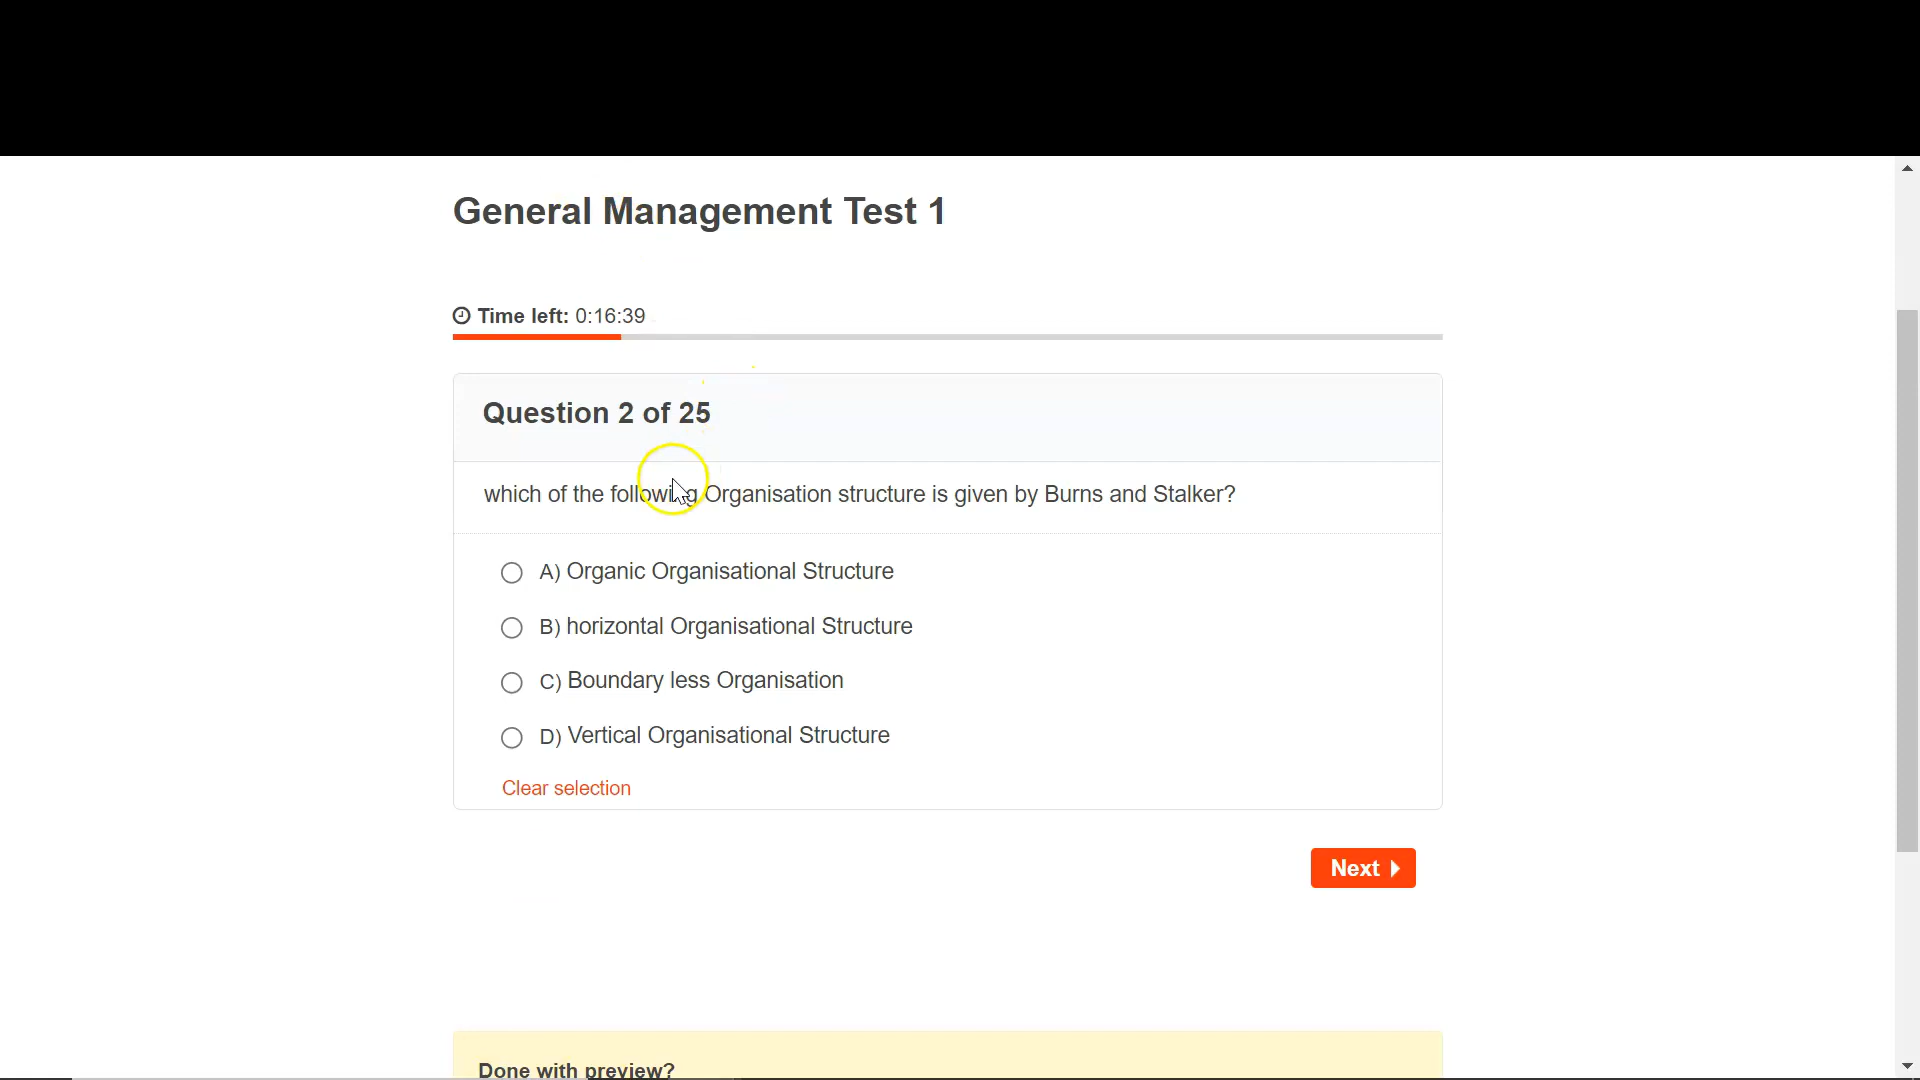 General Management Test 1
Time left: 0:16:39
Question 2 of 25
which of the following Organisation structure is given by Burns and Stalker?
A) Organic Organisational Structure
B) horizontal Organisational Structure
C) Boundary less Organisation
D) Vertical Organisational Structure
Clear selection
Next
Done with preview?